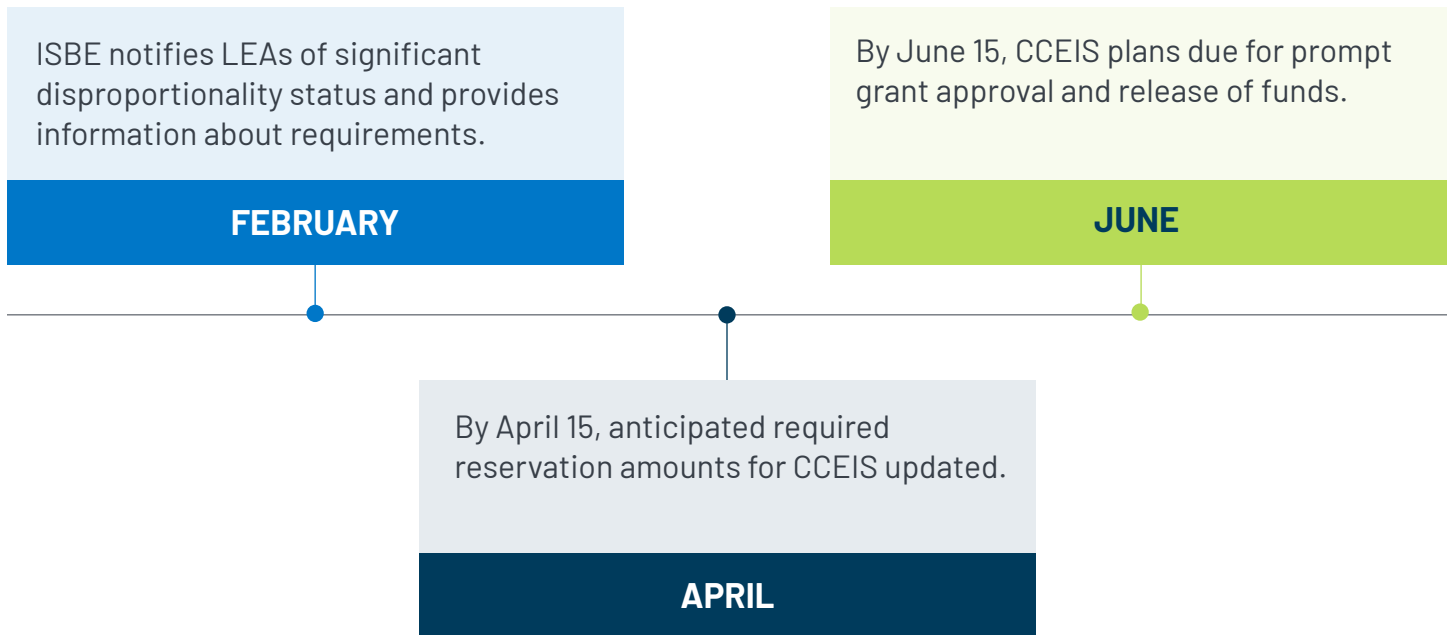 ISBE notifies LEAs of significant
disproportionality status and provides
information about requirements.
FEBRUARY
By April 15, anticipated required
reservation amounts for CCEIS updated.
APRIL
By June 15, CCEIS plans due for prompt
grant approval and release of funds.
JUNE